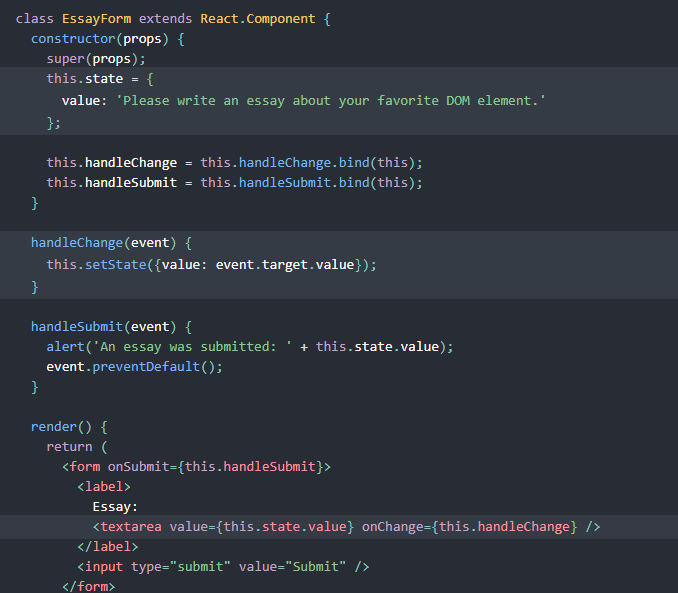 class EssayForm extends React.Component {
  constructor(props) {
    super(props);
    this.state = {
      value: 'Please write an essay about your favorite DOM element.'
    };

    this.handleChange = this.handleChange.bind(this);
    this.handleSubmit = this.handleSubmit.bind(this);
  }

  handleChange(event) {
    this.setState({value: event.target.value});
  }

  handleSubmit(event) {
    alert('An essay was submitted: ' + this.state.value);
    event.preventDefault();
  }

  render() {
    return (
      <form onSubmit={this.handleSubmit}>
        <label>
          Essay:
          <textarea value={this.state.value} onChange={this.handleChange} />
        </label>
        <input type="submit" value="Submit" />
      </form>